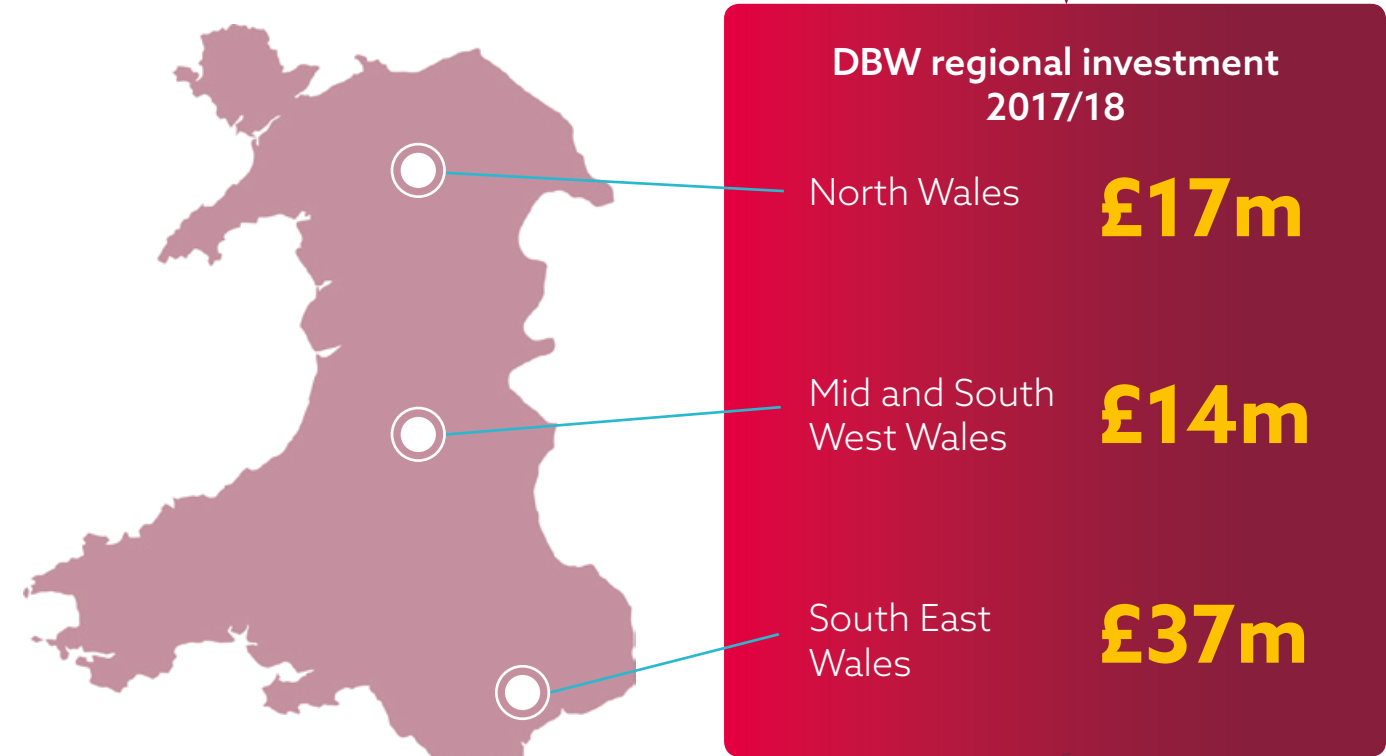 DBW regional investment
2017/18
North Wales
£17m
Mid and South
West Wales
£14m
South East
Wales
£37m